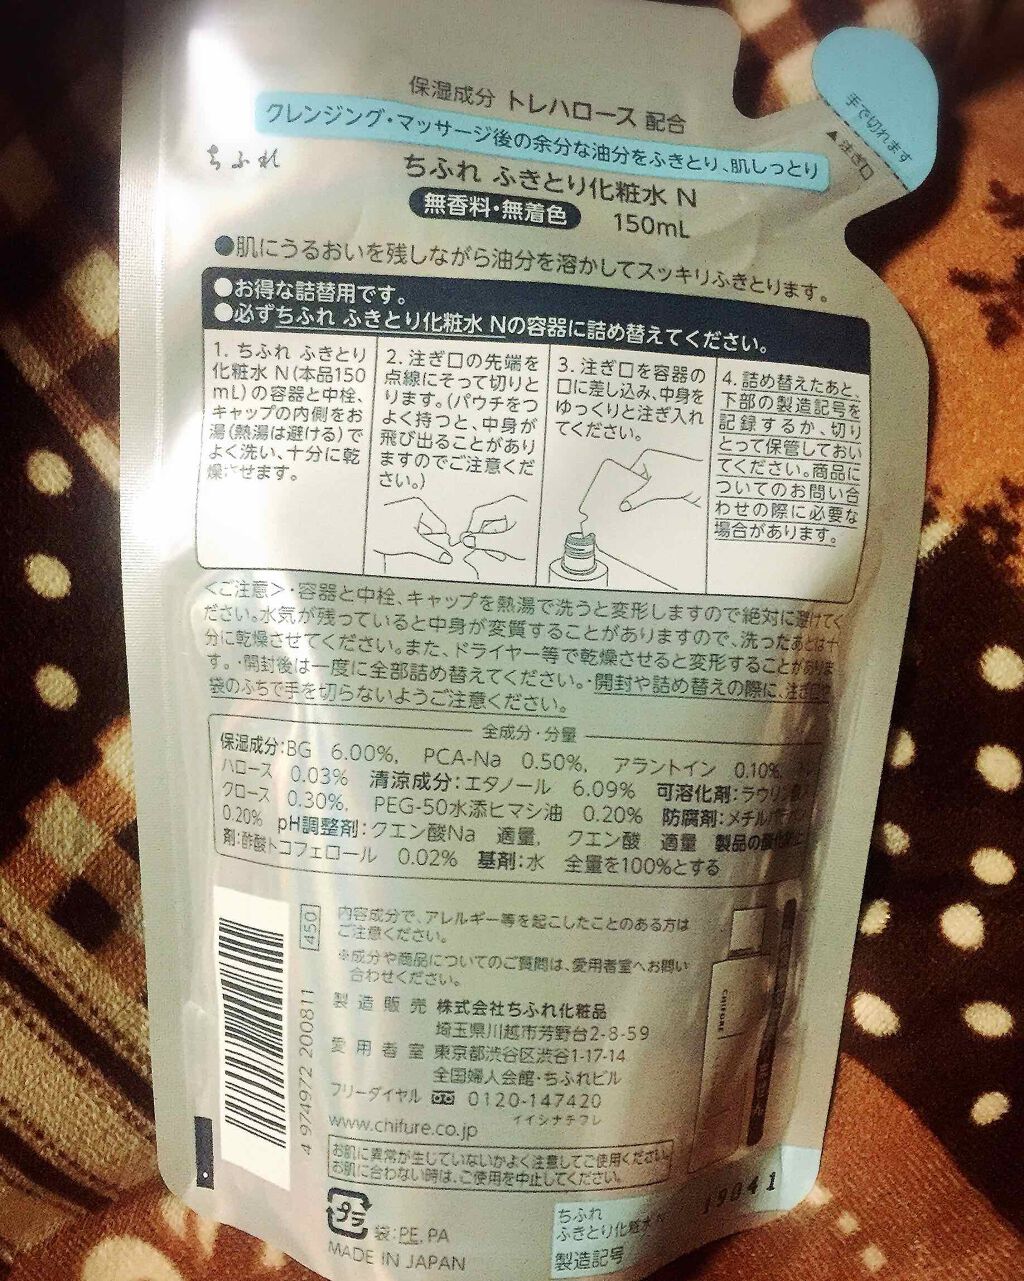 保湿成分 トレハロース 配合
クレンジング・マッサージ後の余分な油分をふきとり、肌しっとり
手で切れます
▲注ぎ口
ちふれ
ちふれ ふきとり化粧水 N
無香料・無着色 150mL
●肌にうるおいを残しながら油分を溶かしてスッキリふきとります。
●お得な詰替用です。
●必ずちふれ ふきとり化粧水 Nの容器に詰め替えてください。
1. ちふれ ふきとり
化粧水 N(本品150
mL)の容器と中栓、
キャップの内側をお
湯(熱湯は避ける)で
よく洗い、十分に乾
燥させます。
2. 注ぎ口の先端を
点線にそって切りと
ります。(パウチをつ
よく持つと、中身が
飛び出ることがあり
ますのでご注意くだ
さい。)
3. 注ぎ口を容器の
口に差し込み、中身を
ゆっくりと注ぎ入れ
てください。
4. 詰め替えたあと、
下部の製造記号を
記録するか、切り
とって保管しておい
てください。商品に
ついてのお問い合
わせの際に必要な
場合があります。
<ご注意>・容器と中栓、キャップを熱湯で洗うと変形しますので絶対に避けてく
ださい。水気が残っていると中身が変質することがありますので、洗ったあとは十
分に乾燥させてください。また、ドライヤー等で乾燥させると変形することがありま
す。・開封後は一度に全部詰め替えてください。・開封や詰め替えの際に、注ぎ口や
袋のふちで手を切らないようご注意ください。
全成分・分量
保湿成分:BG 6.00%, PCA-Na 0.50%, アラントイン 0.10%,
ハロース 0.03% 清涼成分:エタノール 6.09% 可溶化剤:ラウリン
クロース 0.30%, PEG-50水添ヒマシ油 0.20% 防腐剤:メチル
0.20% pH調整剤:クエン酸Na 適量, クエン酸 適量 製品の
剤:酢酸トコフェロール 0.02% 基剤:水 全量を100%とする
450
内容成分で、アレルギー等を起こしたことのある方は
ご注意ください。
※成分や商品についてのご質問は、愛用者室へお問い
合わせください。
製造販売 株式会社ちふれ化粧品
埼玉県川越市芳野台2-8-59
愛用者室 東京都渋谷区渋谷1-17-14
全国婦人会館・ちふれビル
フリーダイヤル 0120-147420
イイシナチフレ
www.chifure.co.jp
お肌に異常が生じていないかよく注意してご使用ください。
お肌に合わない時は、ご使用を中止してください。
4 974972 200811
CHIFURE
プラ
袋:PE, PA
MADE IN JAPAN
ちふれ
ふきとり化粧水 N
製造記号
19041